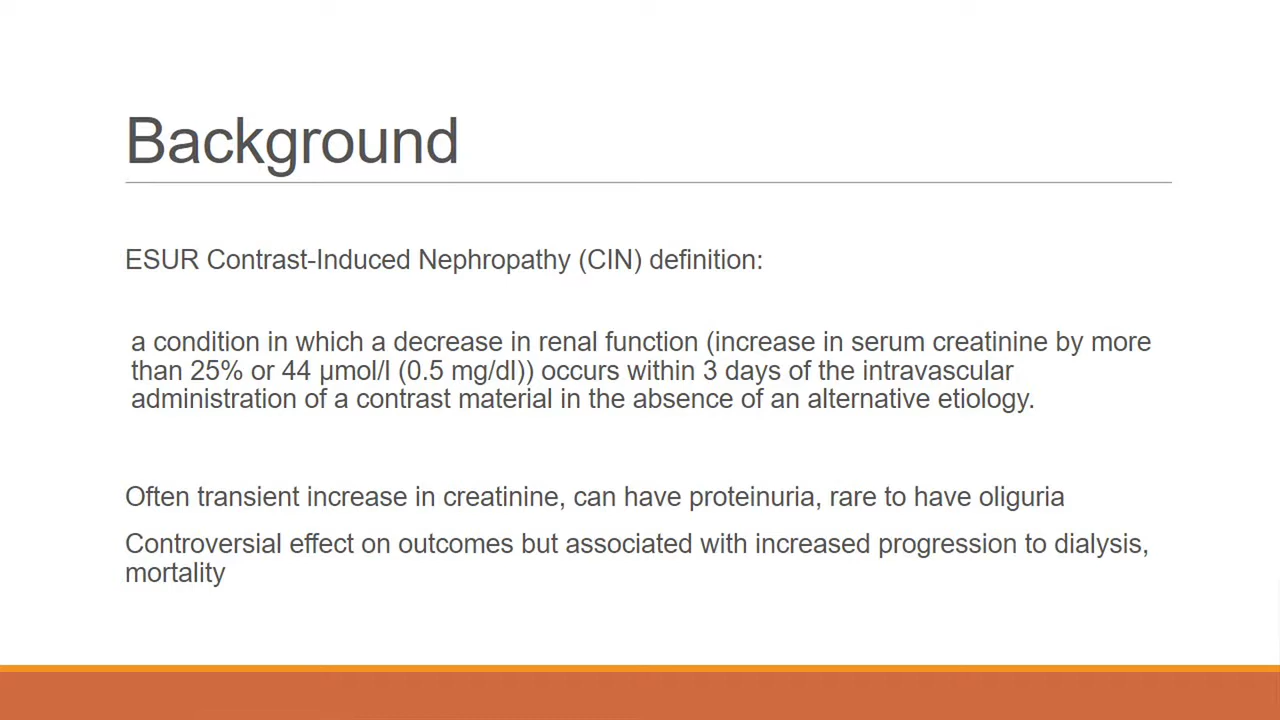 Background
ESUR Contrast-Induced Nephropathy (CIN) definition:
a condition in which a decrease in renal function (increase in serum creatinine by more
than 25% or 44 μmol/l (0.5 mg/dl)) occurs within 3 days of the intravascular
administration of a contrast material in the absence of an alternative etiology.
Often transient increase in creatinine, can have proteinuria, rare to have oliguria
Controversial effect on outcomes but associated with increased progression to dialysis,
mortality